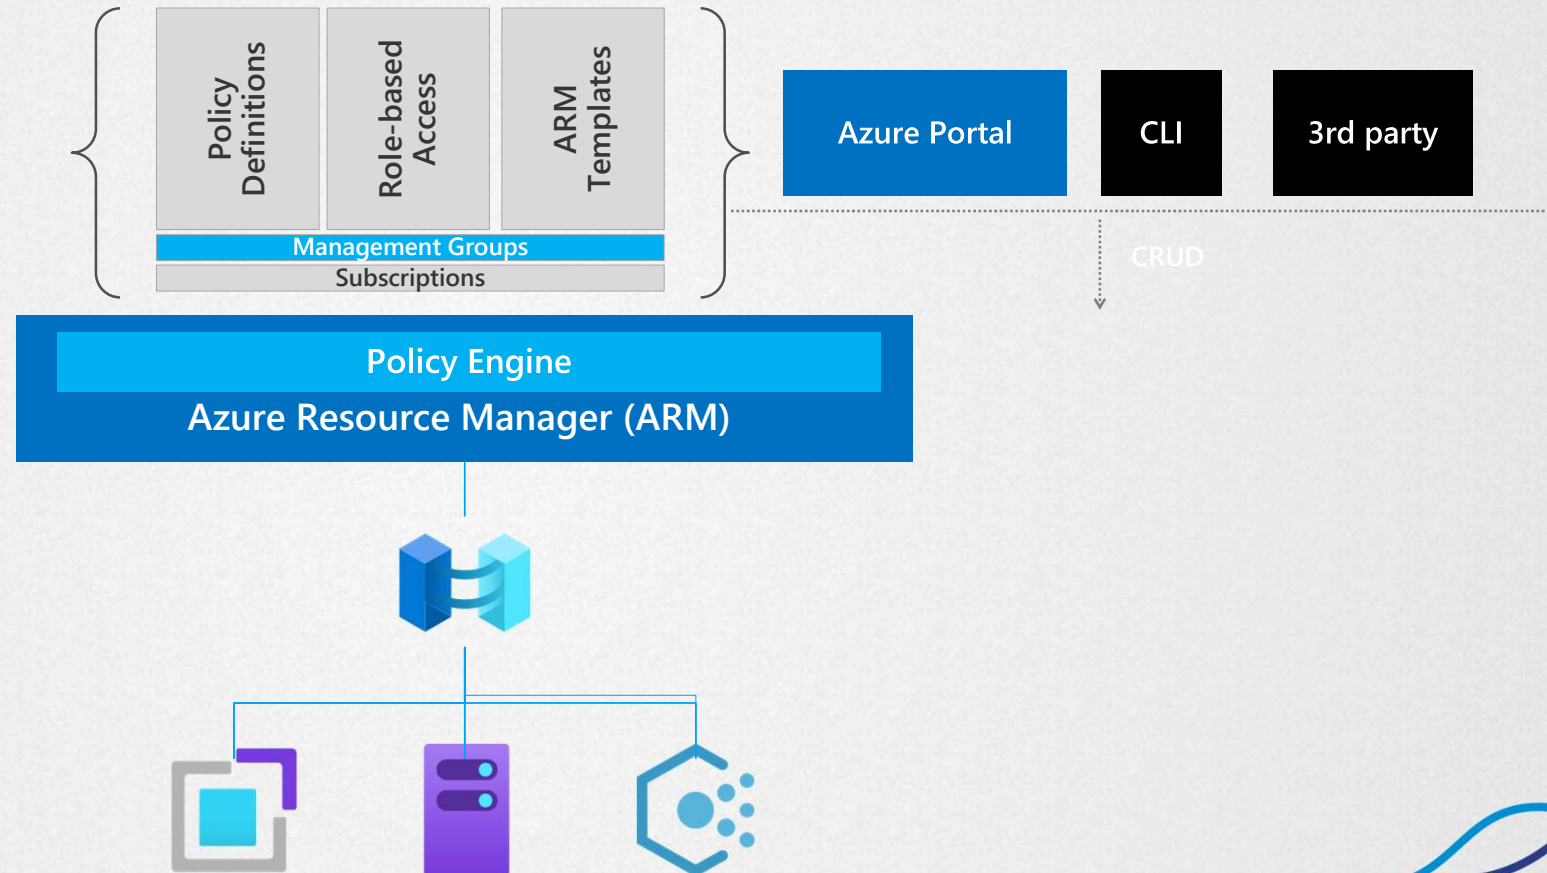 Policy
Definitions
Role-based
Access
ARM
Templates
Management Groups
Subscriptions
Azure Portal
CLI
3rd party
CRUD
Policy Engine
Azure Resource Manager (ARM)